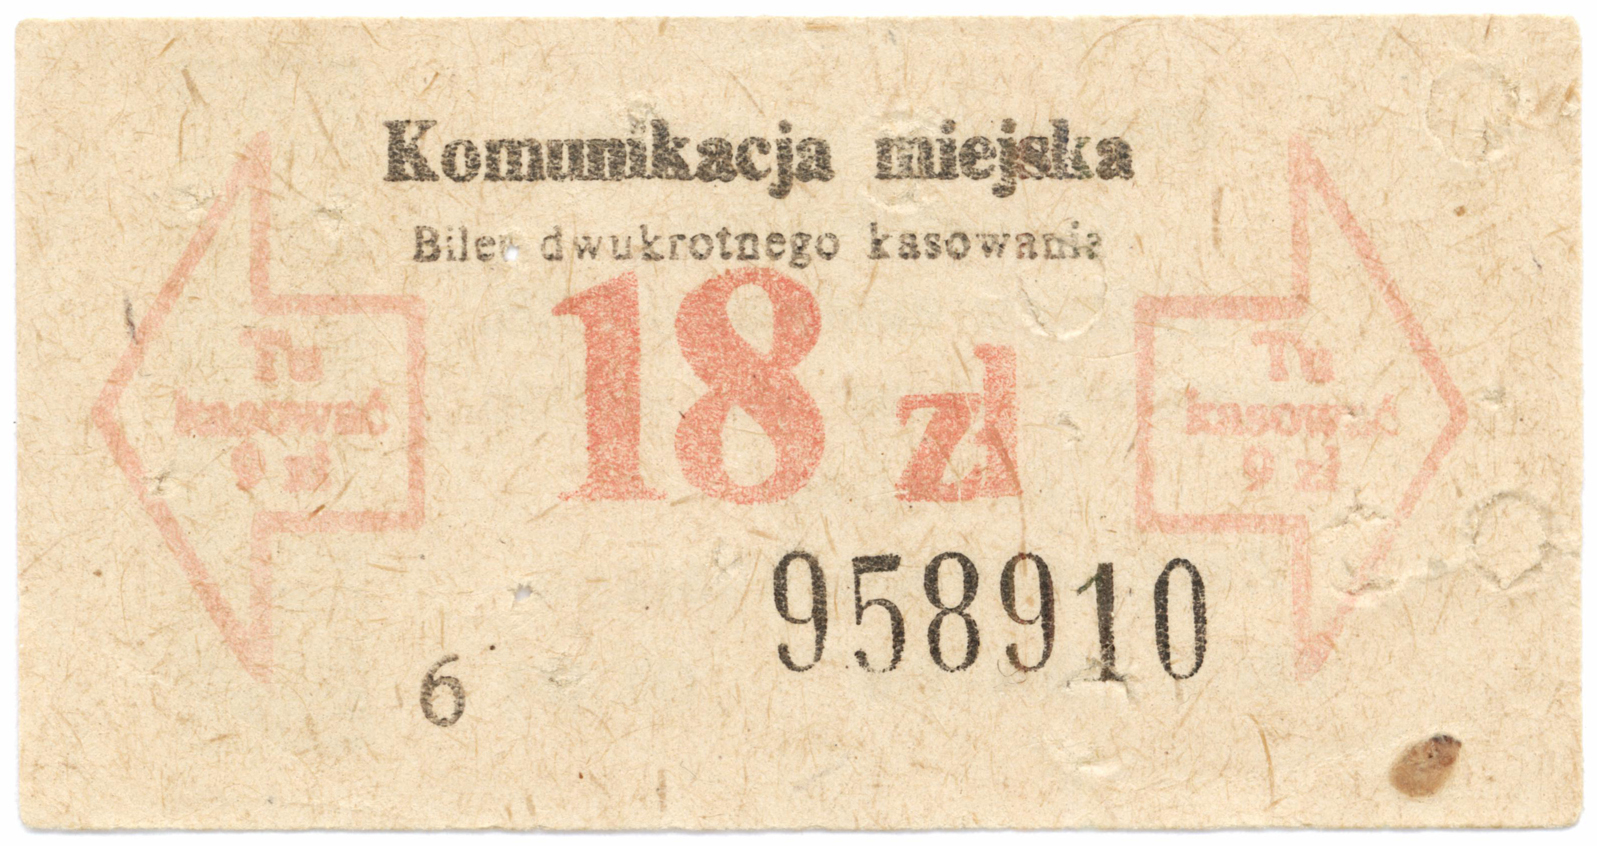 Komunikacja miejska
Bilet dwukrotnego kasowania
18 zł
Tu
kasować
9 zł
Tu
kasować
9 zł
958910
6